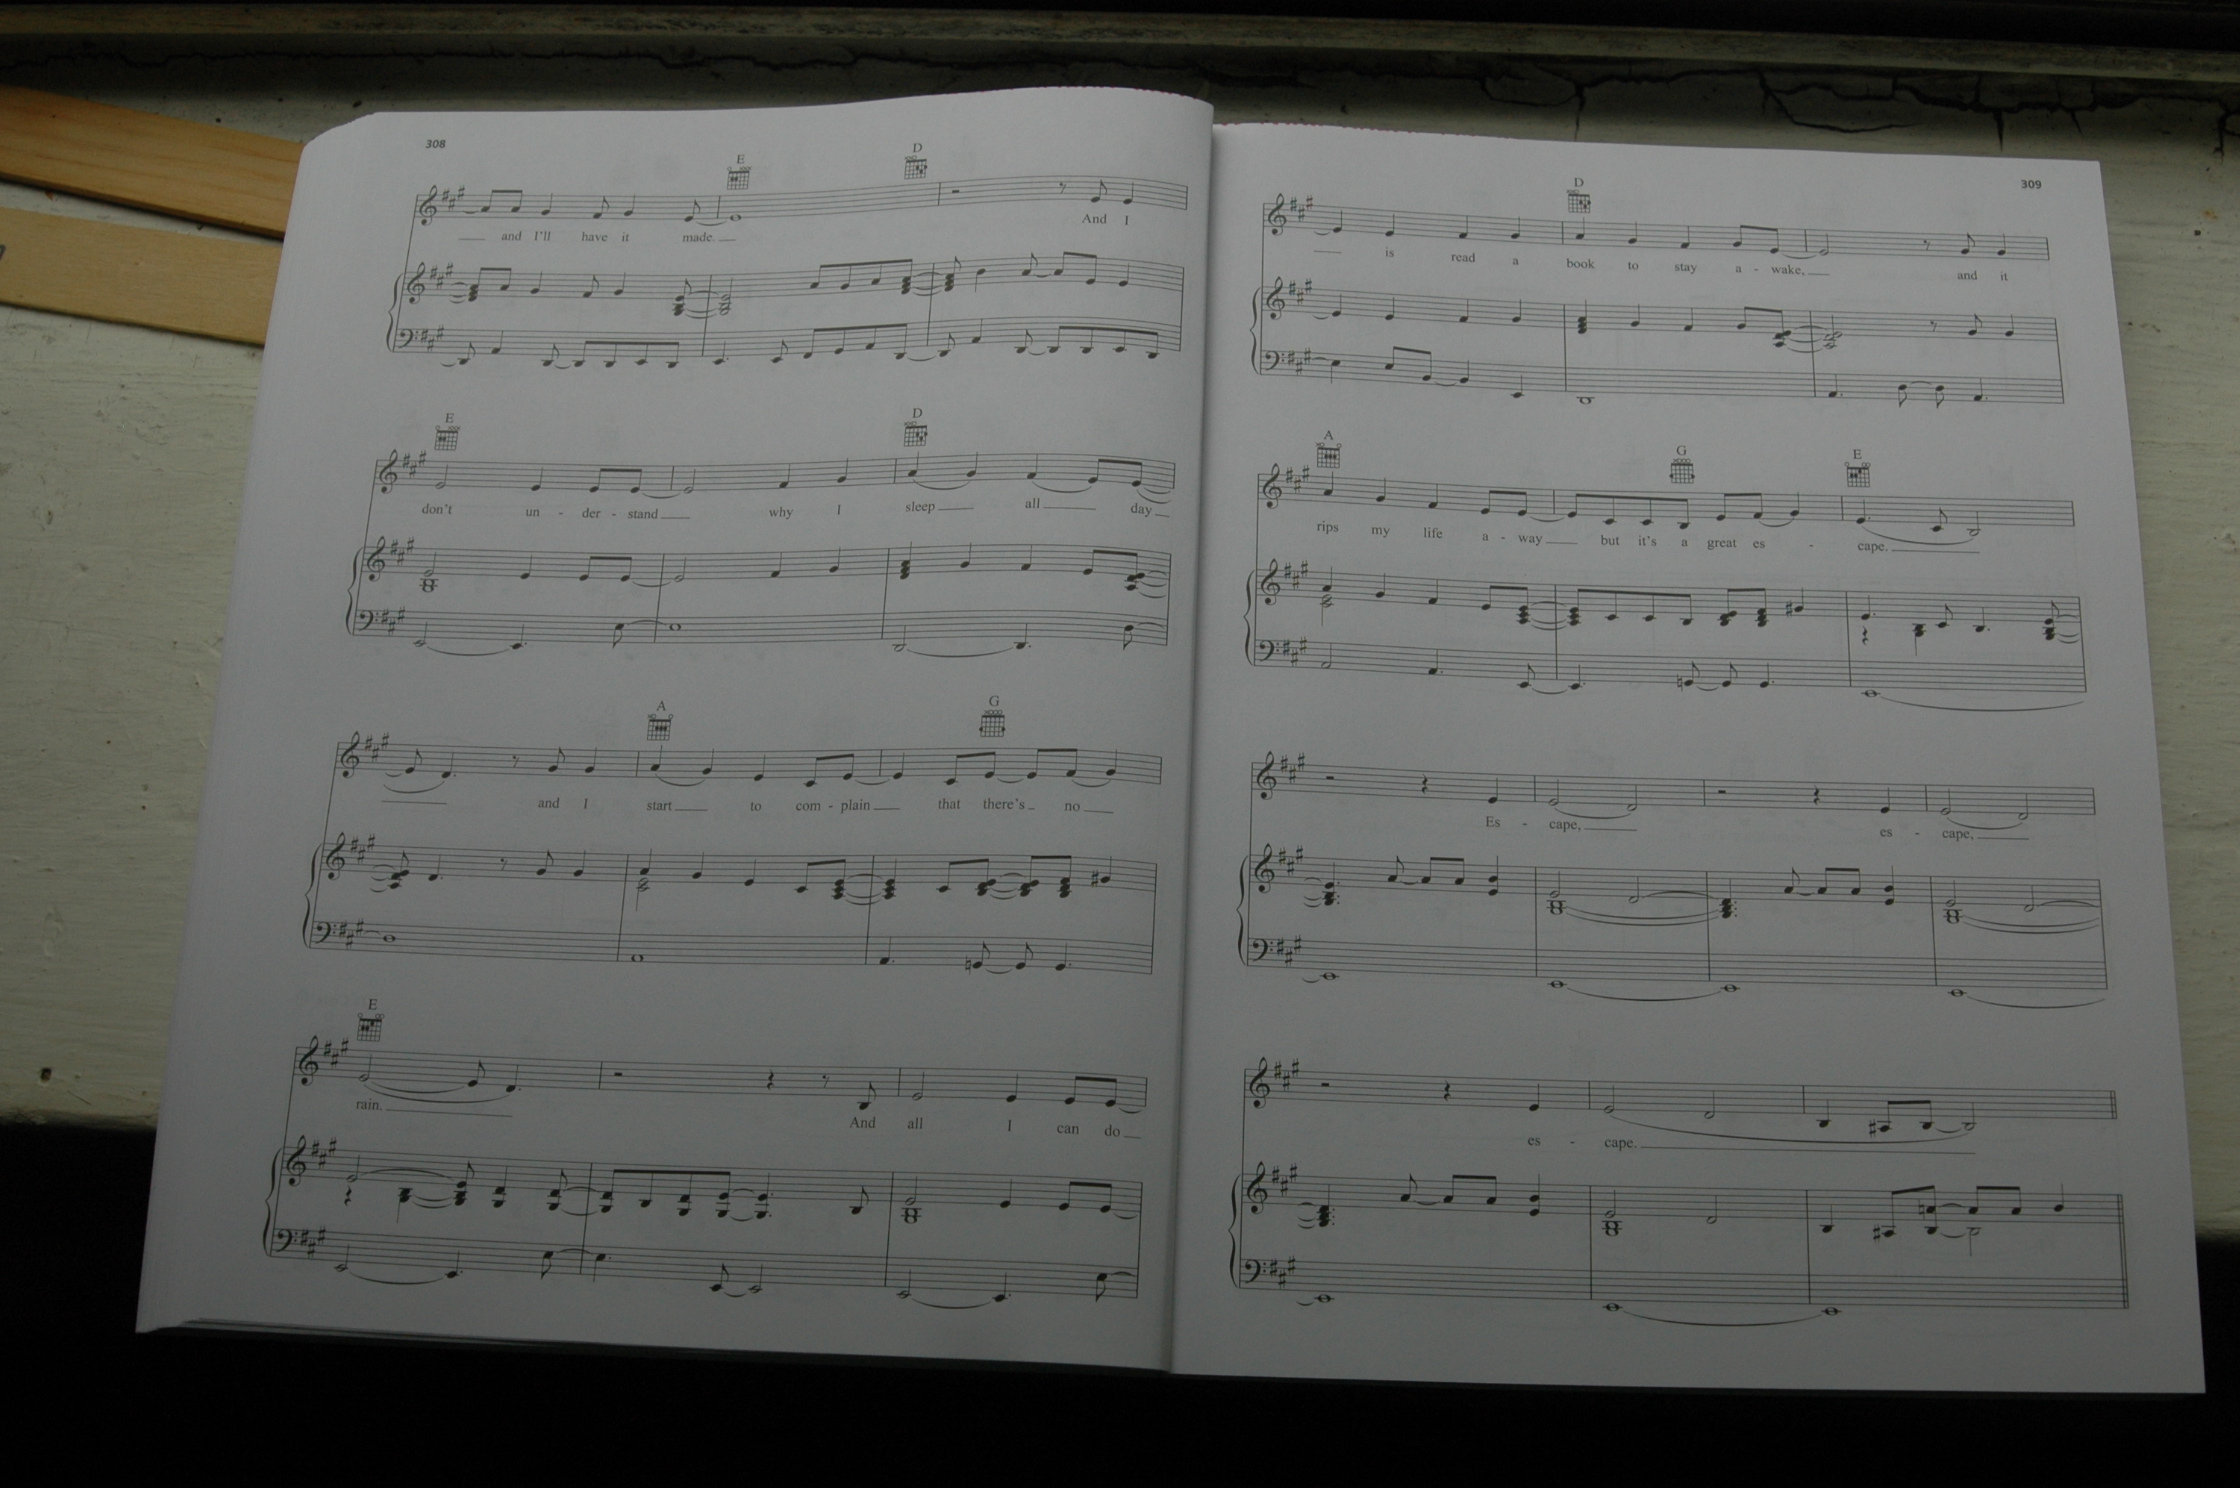 308
E D
and I'll have it made. And I
E D
don't un - der - stand why I sleep all day
A G
and I start to com - plain that there's no
E
rain. And all I can do
309
D
is read a book to stay a - wake, and it
A G E
rips my life a - way but it's a great es - cape.
Es - cape, es - cape,
es - cape.